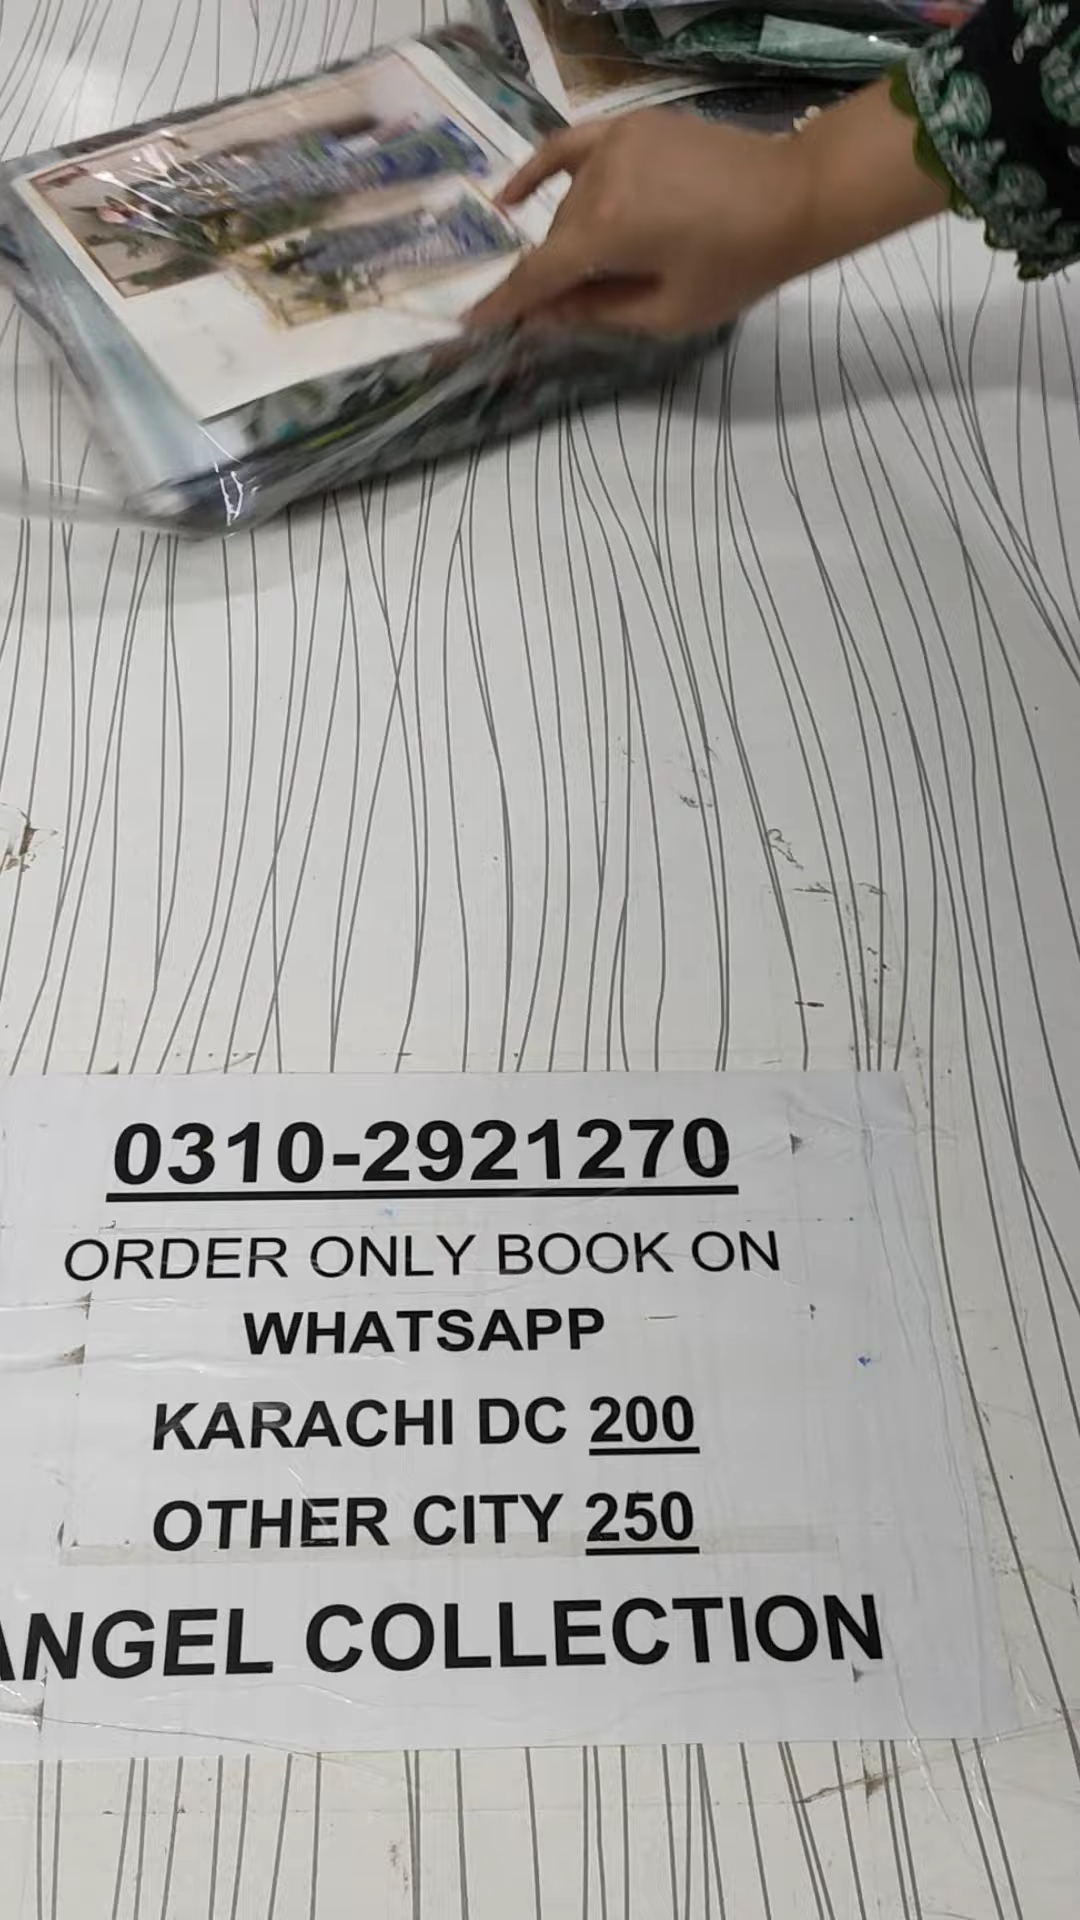 0310-2921270
ORDER ONLY BOOK ON
WHATSAPP
KARACHI DC 200
OTHER CITY 250
ANGEL COLLECTION